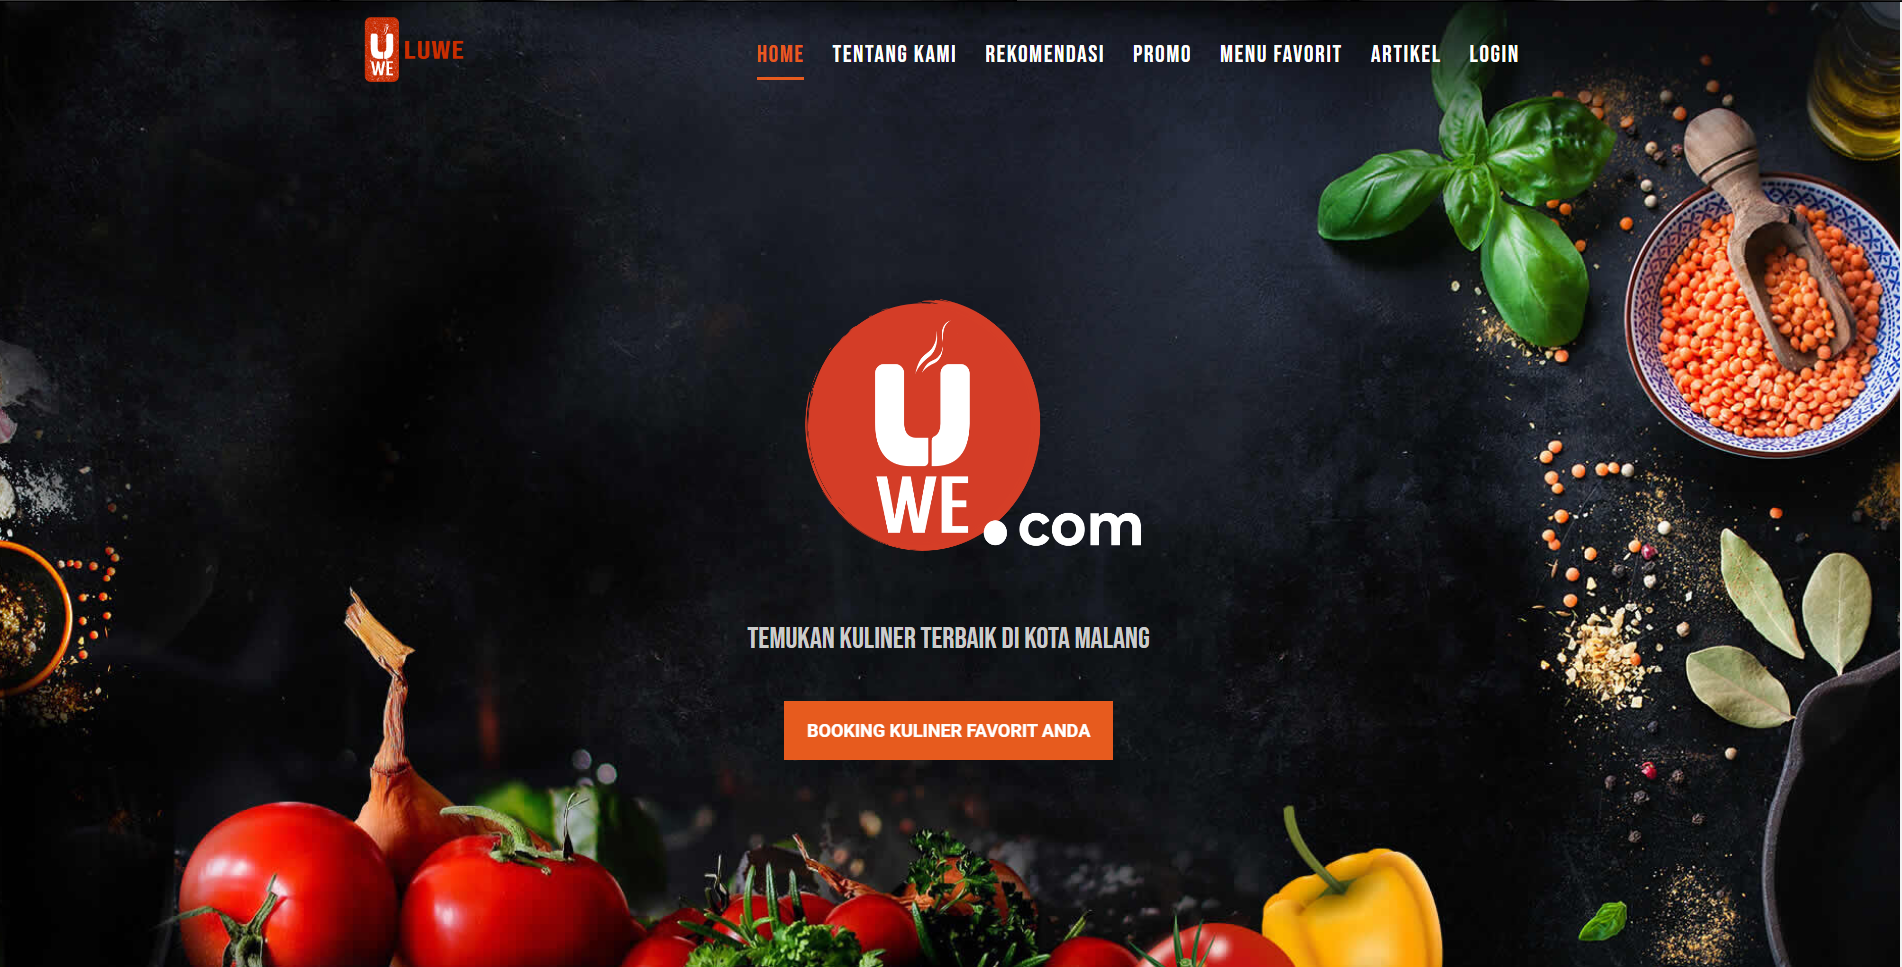 U
WE
LUWE
HOME TENTANG KAMI REKOMENDASI PROMO MENU FAVORIT ARTIKEL LOGIN
U
WE
.com
TEMUKAN KULINER TERBAIK DI KOTA MALANG
BOOKING KULINER FAVORIT ANDA